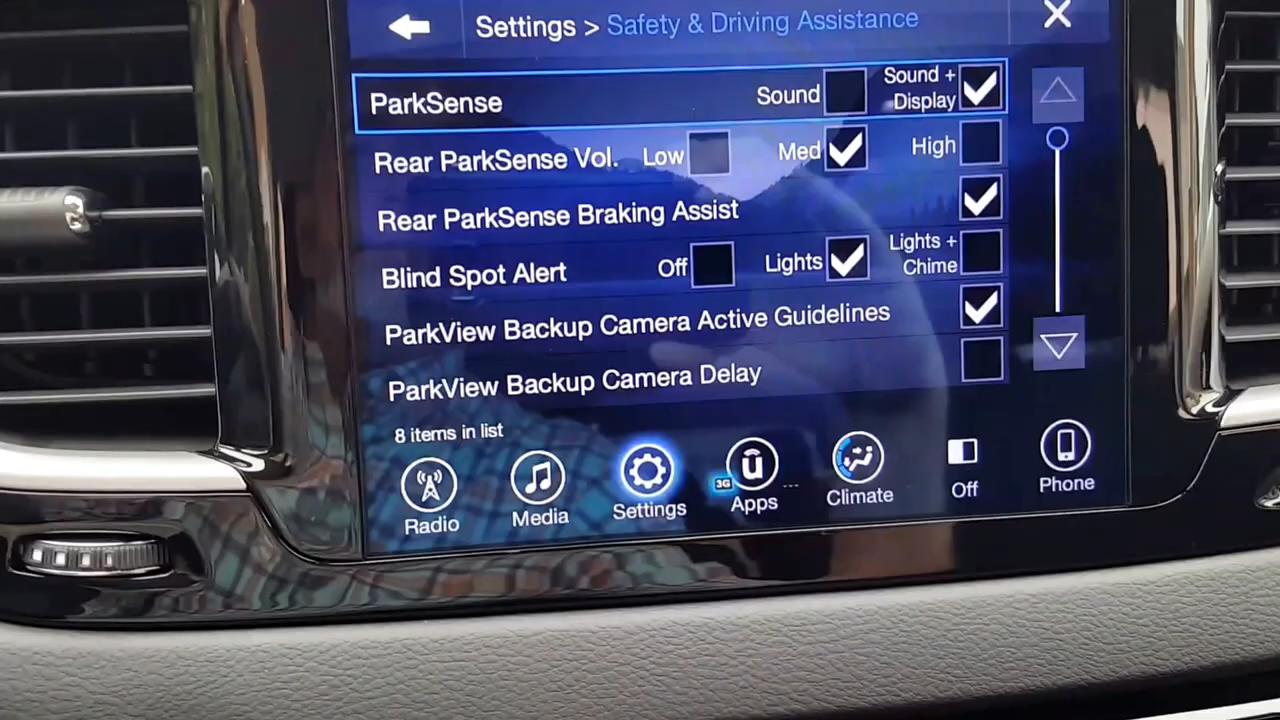 Settings > Safety & Driving Assistance
ParkSense Sound Sound + Display
Rear ParkSense Vol. Low Med High
Rear ParkSense Braking Assist
Blind Spot Alert Off Lights Lights + Chime
ParkView Backup Camera Active Guidelines
ParkView Backup Camera Delay
8 items in list
Radio Media Settings 3G Apps Climate Off Phone